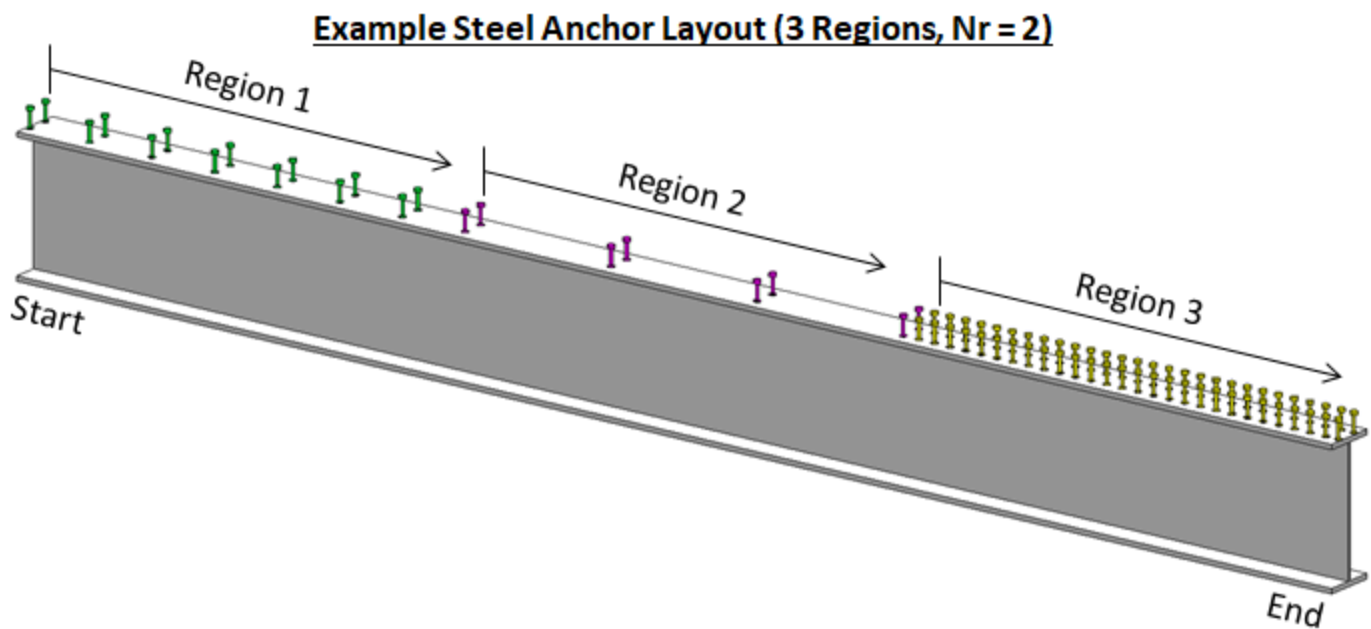 Example Steel Anchor Layout (3 Regions, Nr = 2)
Region 1
Region 2
Region 3
Start
End